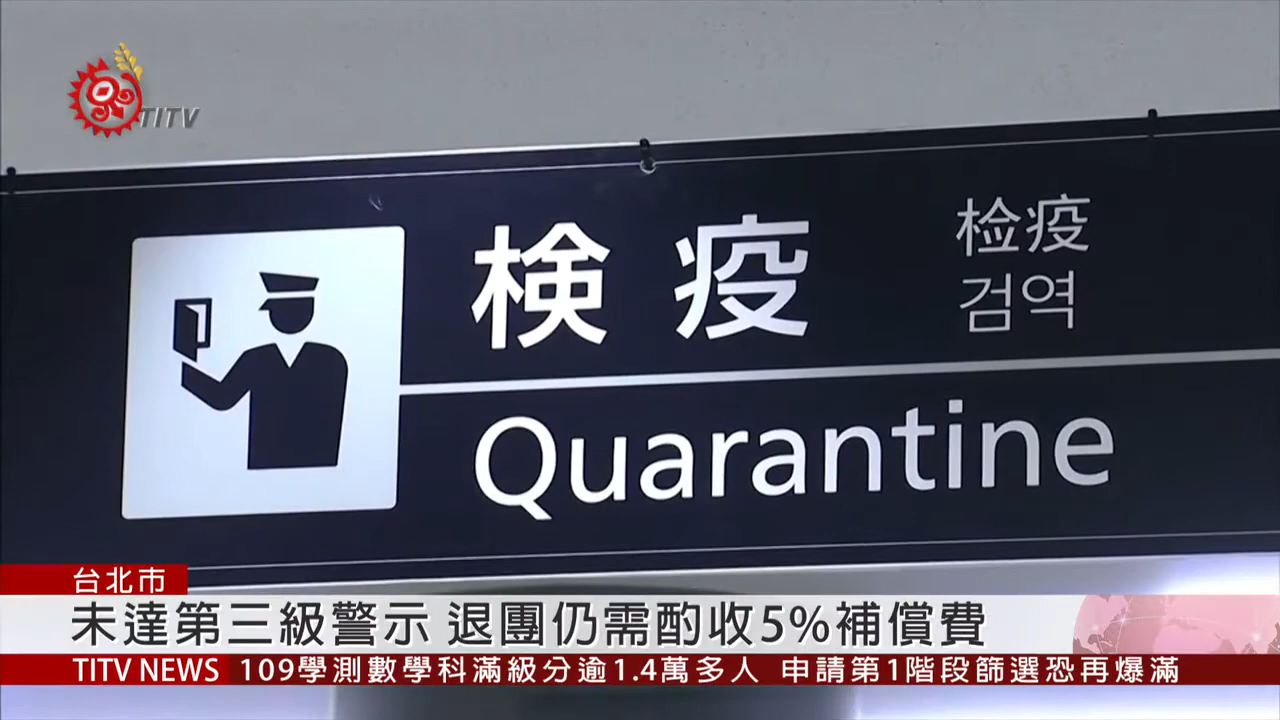 TITV
検疫
检疫
검역
Quarantine
台北市
未達第三級警示 退團仍需酌收5%補償費
TITV NEWS 109學測數學科滿級分逾1.4萬多人 申請第1階段篩選恐再爆滿